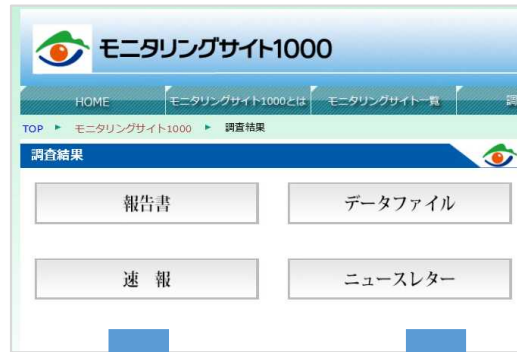 モニタリングサイト1000
HOME モニタリングサイト1000とは モニタリングサイト一覧 調
TOP ▶ モニタリングサイト1000 ▶ 調査結果
調査結果
報告書 データファイル
速 報 ニュースレター